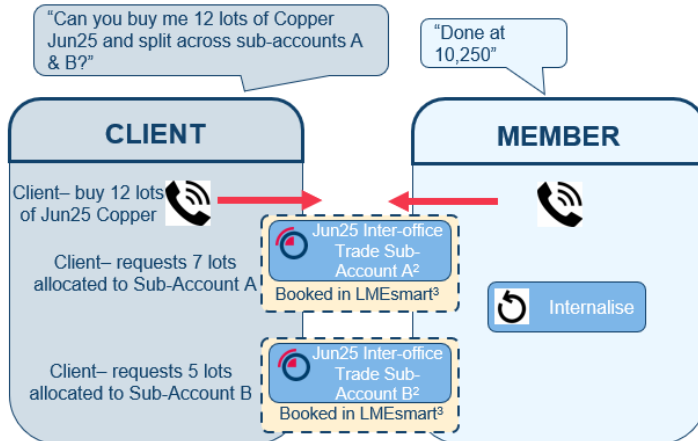 “Can you buy me 12 lots of Copper
Jun25 and split across sub-accounts A
& B?”
“Done at
10,250”
CLIENT
MEMBER
Client– buy 12 lots
of Jun25 Copper
Jun25 Inter-office
Trade Sub-
Account A²
Booked in LMEsmart³
Client– requests 7 lots
allocated to Sub-Account A
Internalise
Jun25 Inter-office
Trade Sub-
Account B²
Booked in LMEsmart³
Client– requests 5 lots
allocated to Sub-Account B